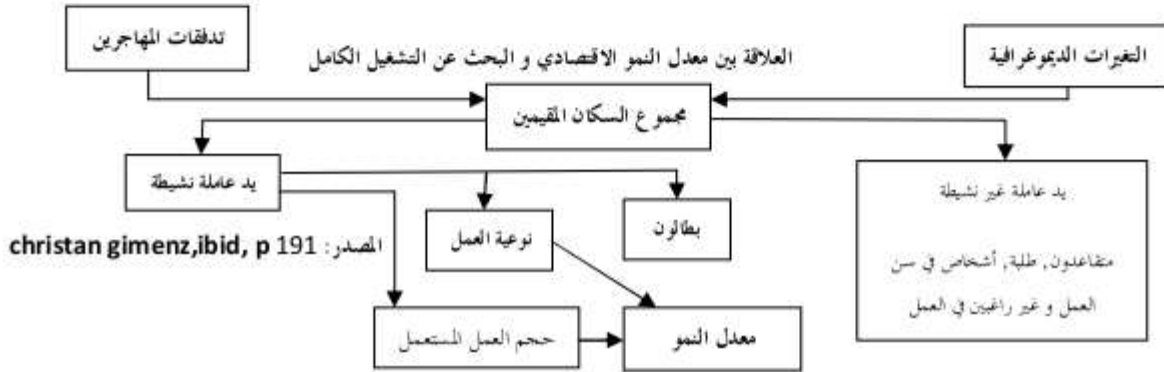 تدفقات المهاجرين
التغيرات الديموغرافية
العلاقة بين معدل النمو الاقتصادي و البحث عن التشغيل الكامل
مجموع السكان المقيمين
يد عاملة نشيطة
يد عاملة غير نشيطة
متقاعدون, طلبة, أشخاص في سن
العمل و غير راغبين في العمل
بطالون
نوعية العمل
المصدر: christan gimenz,ibid, p 191
حجم العمل المستعمل
معدل النمو